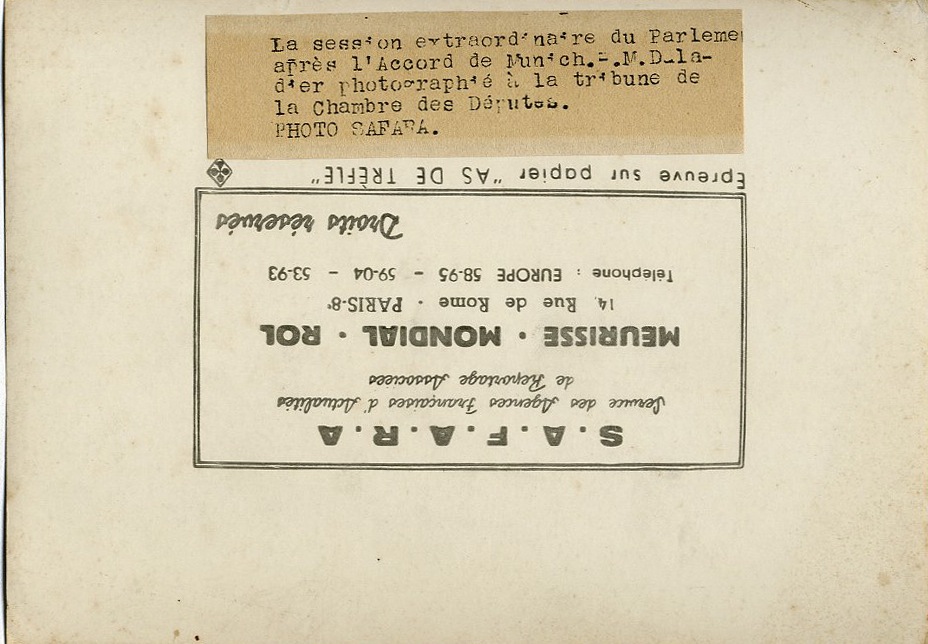 La session extraordinaire du Parleme
après l'Accord de Munich.-.M.Dala-
dier photographié à la tribune de
la Chambre des Députés.
PHOTO SAFARA.
Epreuve sur papier "AS DE TRÈFLE"
S.A.F.A.R.A
Service des Agences Françaises d'Actualités
de Reportage Associées
MEURISSE · MONDIAL · ROL
14, Rue de Rome · PARIS-8e
Téléphone : EUROPE 58-95 - 59-04 - 53-93
Droits réservés